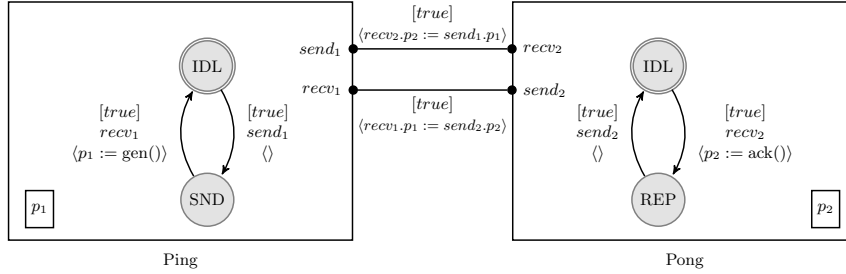 [true]
⟨recv₂.p₂ := send₁.p₁⟩
send₁
recv₂
recv₁
send₂
[true]
⟨recv₁.p₁ := send₂.p₂⟩
IDL
[true]
recv₁
⟨p₁ := gen()⟩
[true]
send₁
⟨⟩
SND
p₁
Ping
IDL
[true]
send₂
⟨⟩
[true]
recv₂
⟨p₂ := ack()⟩
REP
p₂
Pong